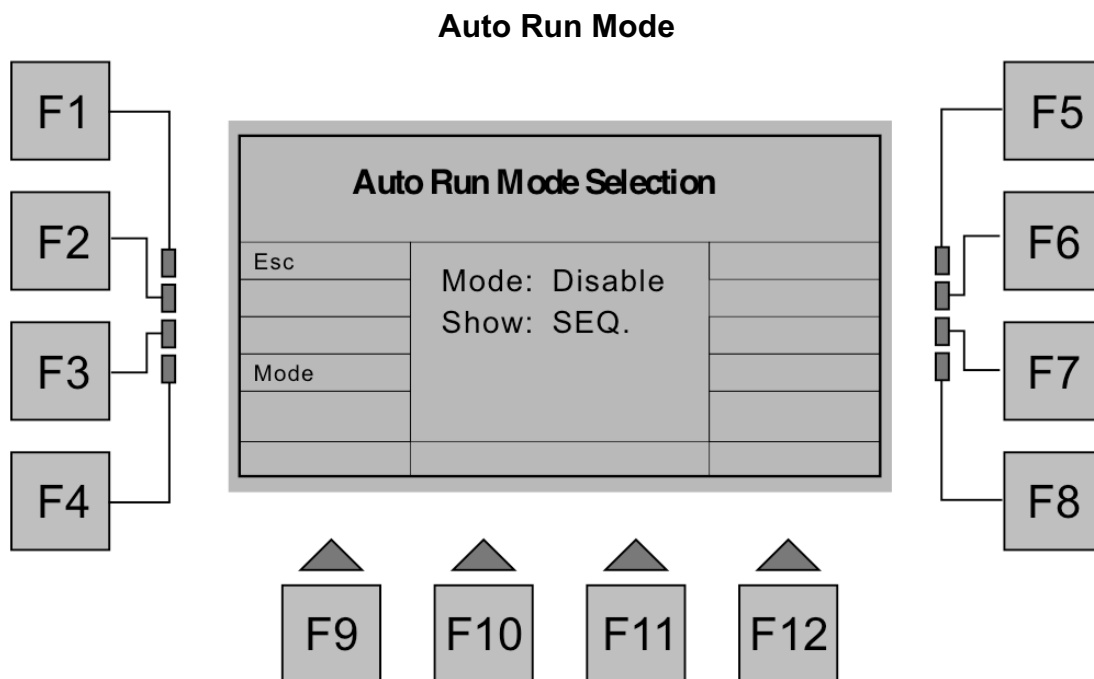 Auto Run Mode
F1
F2
F3
F4
Auto Run Mode Selection
Esc
Mode
Mode: Disable
Show: SEQ.
F5
F6
F7
F8
F9
F10
F11
F12